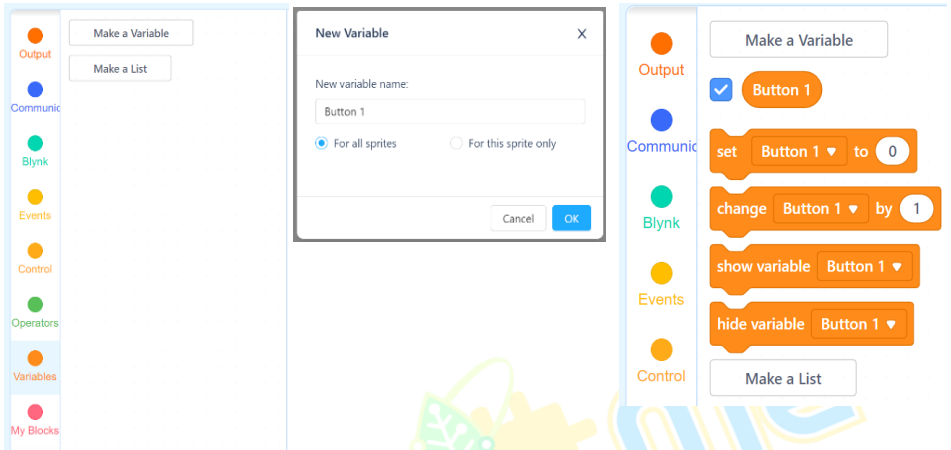 Make a Variable
Make a List
Output
Communic
Blynk
Events
Control
Operators
Variables
My Blocks
New Variable
X
New variable name:
Button 1
For all sprites
For this sprite only
Cancel
OK
Make a Variable
Output
Button 1
Communic
set Button 1 to 0
change Button 1 by 1
Blynk
show variable Button 1
Events
hide variable Button 1
Control
Make a List